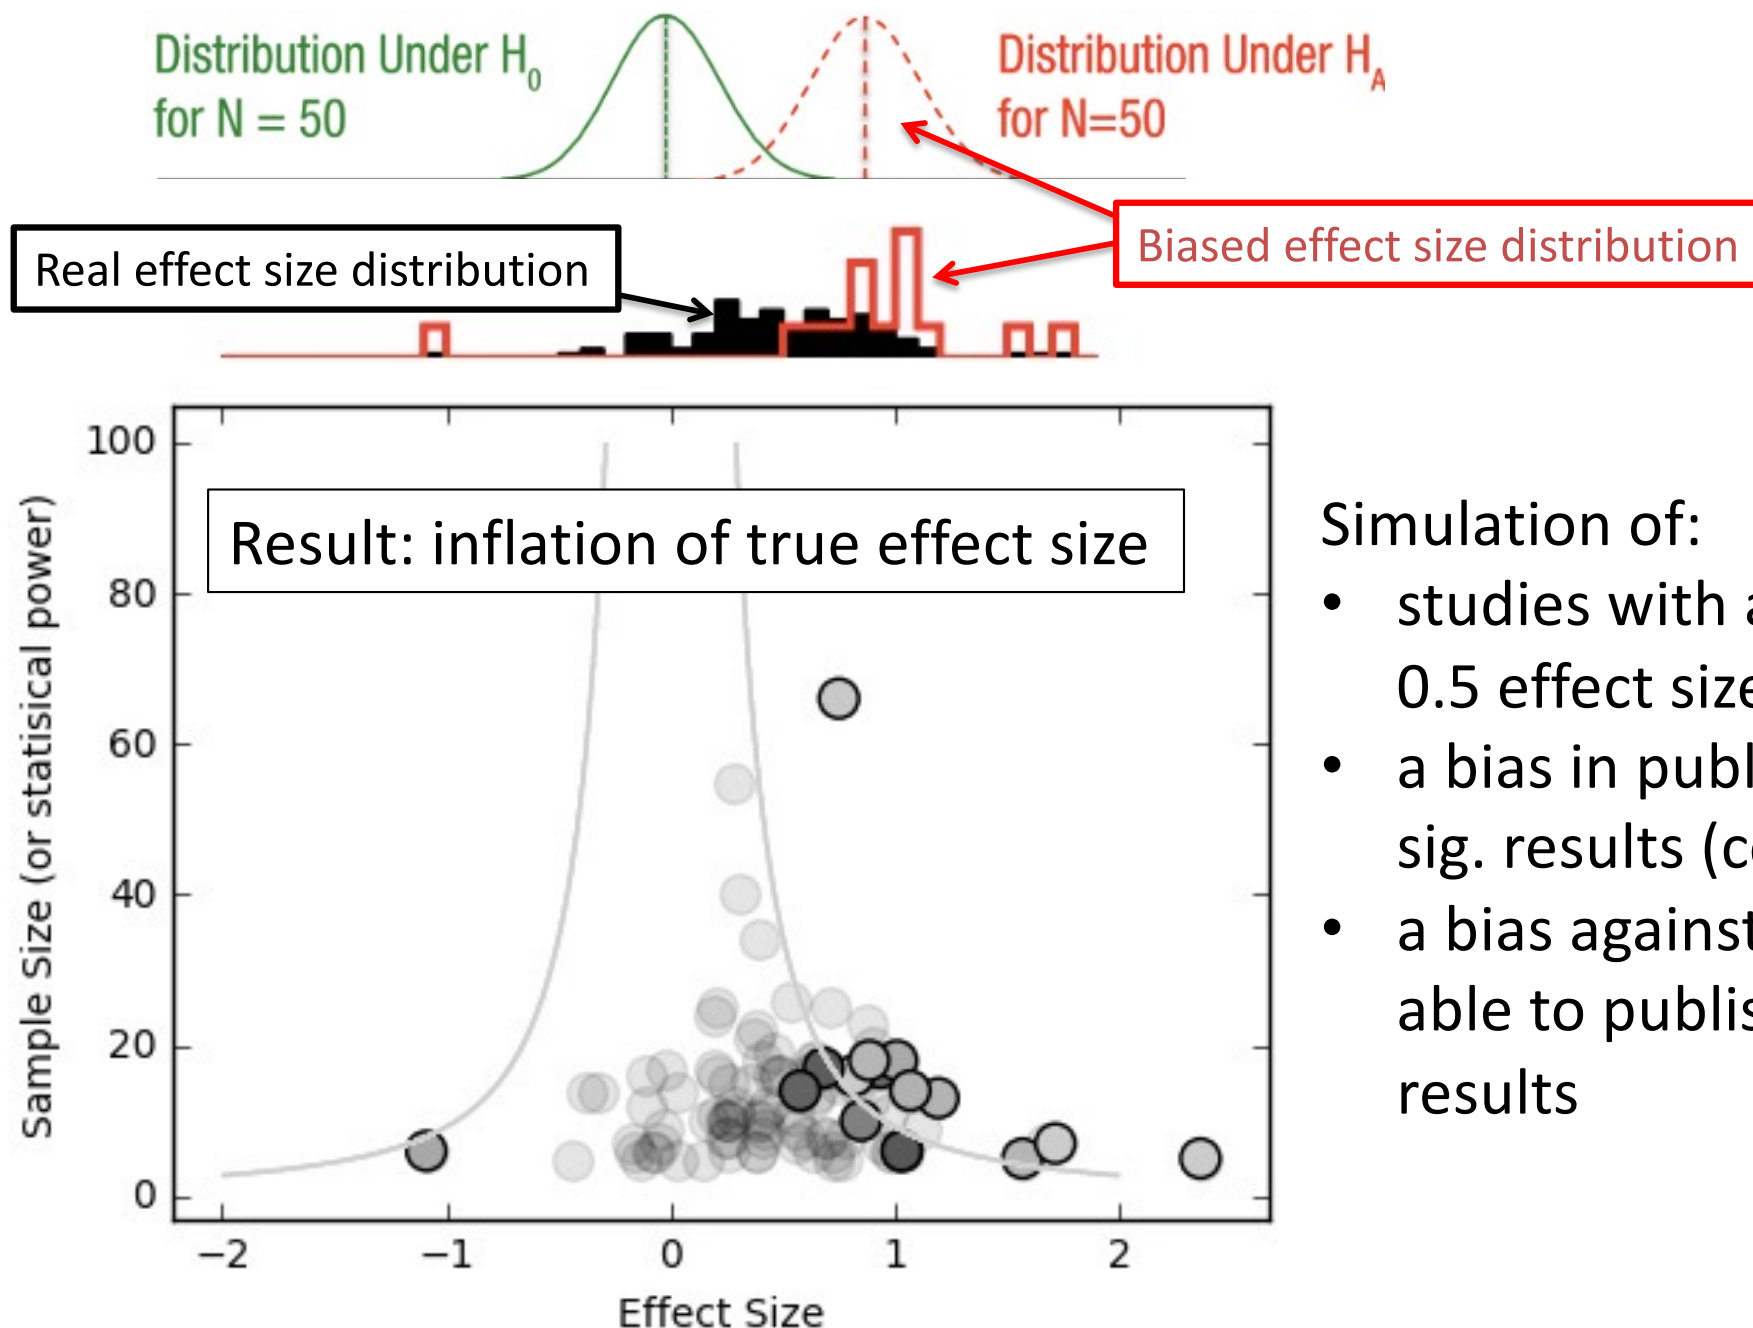 Distribution Under H0
for N = 50
Distribution Under HA
for N=50
Real effect size distribution
Biased effect size distribution
Result: inflation of true effect size
100
80
60
40
20
0
Sample Size (or statisical power)
−2
−1
0
1
2
Effect Size
Simulation of:
• studies with
0.5 effect size
• a bias in
sig. results
• a bias against
able to
results